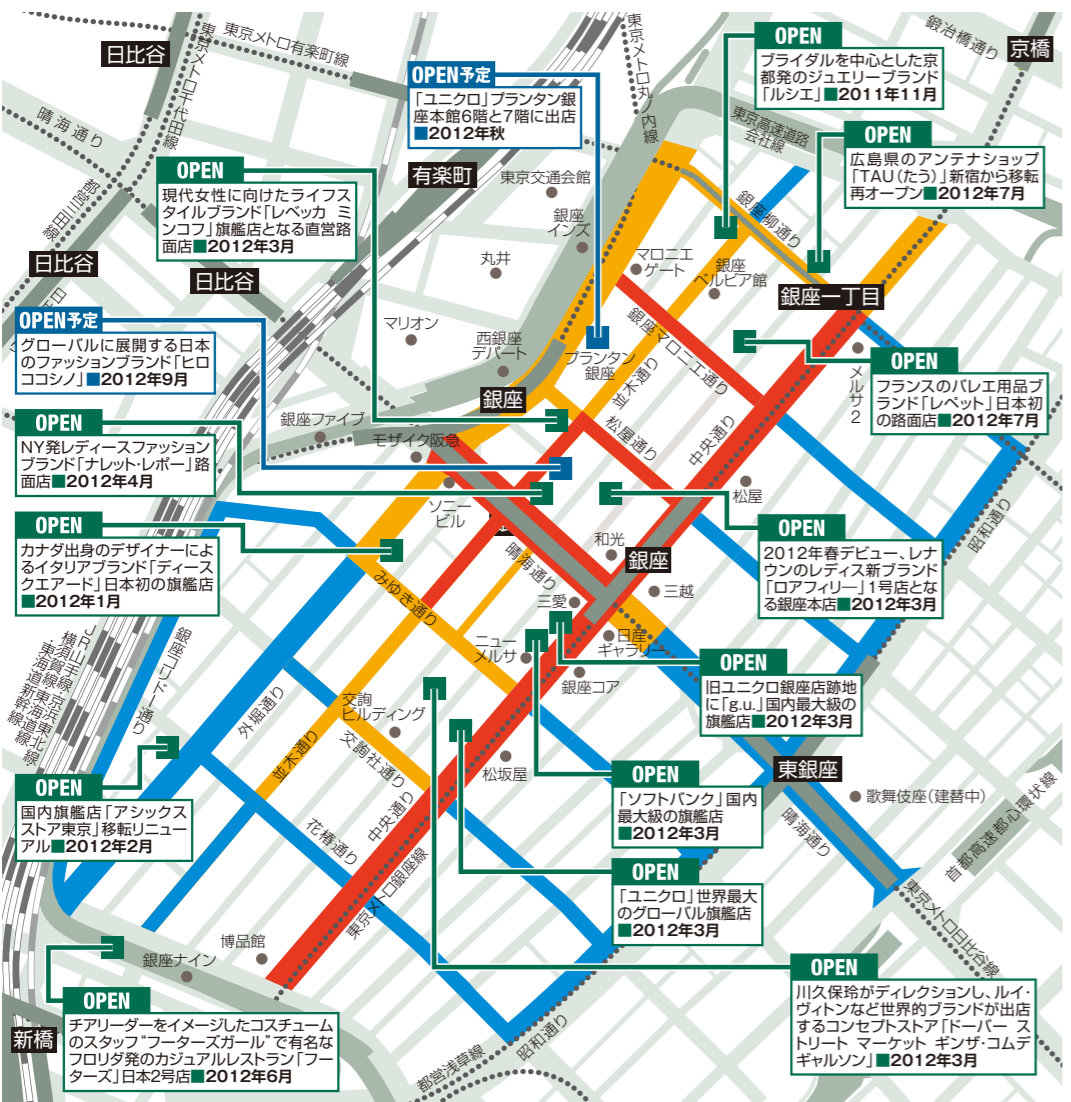 日比谷
東京メトロ有楽町線
東京メトロ千代田線
晴海通り
都営三田線
日比谷
日比谷
有楽町
東京メトロ丸ノ内線
鍛冶橋通り
京橋
東京高速道路
会社線
OPEN予定
「ユニクロ」プランタン銀
座本館6階と7階に出店
■2012年秋
OPEN
ブライダルを中心とした京
都発のジュエリーブランド
「ルシエ」■2011年11月
OPEN
広島県のアンテナショップ
「TAU(たう)」新宿から移転
再オープン■2012年7月
OPEN
現代女性に向けたライフス
タイルブランド「レベッカ ミ
ンコフ」旗艦店となる直営路
面店■2012年3月
東京交通会館
銀座
インズ
丸井
マロニエ
ゲート
銀座
ベルビア館
銀座柳通り
銀座一丁目
マリオン
西銀座
デパート
プランタン
銀座
銀座マロニエ通り
並木通り
メルサ2
OPEN予定
グローバルに展開する日本
のファッションブランド「ヒロ
ココシノ」■2012年9月
OPEN
フランスのバレエ用品ブ
ランド「レペット」日本初
の路面店■2012年7月
銀座
銀座ファイブ
モザイク阪急
松屋通り
中央通り
OPEN
NY発レディースファッション
ブランド「ナレット・レポー」路
面店■2012年4月
ソニー
ビル
松屋
昭和通り
和光
銀座
晴海通り
三愛
三越
OPEN
カナダ出身のデザイナーによ
るイタリアブランド「ディース
クエアード」日本初の旗艦店
■2012年1月
OPEN
2012年春デビュー、レナ
ウンのレディス新ブランド
「ロアフィリー」1号店とな
る銀座本店■2012年3月
みゆき通り
ニュー
メルサ
日産
ギャラリー
銀座コア
OPEN
旧ユニクロ銀座店跡地
に「g.u.」国内最大級の
旗艦店■2012年3月
JR山手線・京浜東北線・
横須賀線・東京
東海道新幹線
銀座コリドー通り
外堀通り
交詢
ビルディング
並木通り
交詢社通り
松坂屋
中央通り
東銀座
歌舞伎座(建替中)
晴海通り
首都高速都心環状線
OPEN
国内旗艦店「アシックス
ストア東京」移転リニュー
アル■2012年2月
OPEN
「ソフトバンク」国内
最大級の旗艦店
■2012年3月
花椿通り
東京メトロ銀座線
OPEN
「ユニクロ」世界最大
のグローバル旗艦店
■2012年3月
東京メトロ日比谷線
博品館
銀座ナイン
OPEN
川久保玲がディレクションし、ルイ・
ヴィトンなど世界的ブランドが出店
するコンセプトストア「ドーバー ス
トリート マーケット ギンザ・コムデ
ギャルソン」■2012年3月
新橋
OPEN
チアリーダーをイメージしたコスチューム
のスタッフ“フーターズガール”で有名な
フロリダ発のカジュアルレストラン「フー
ターズ」日本2号店■2012年6月
昭和通り
都営浅草線